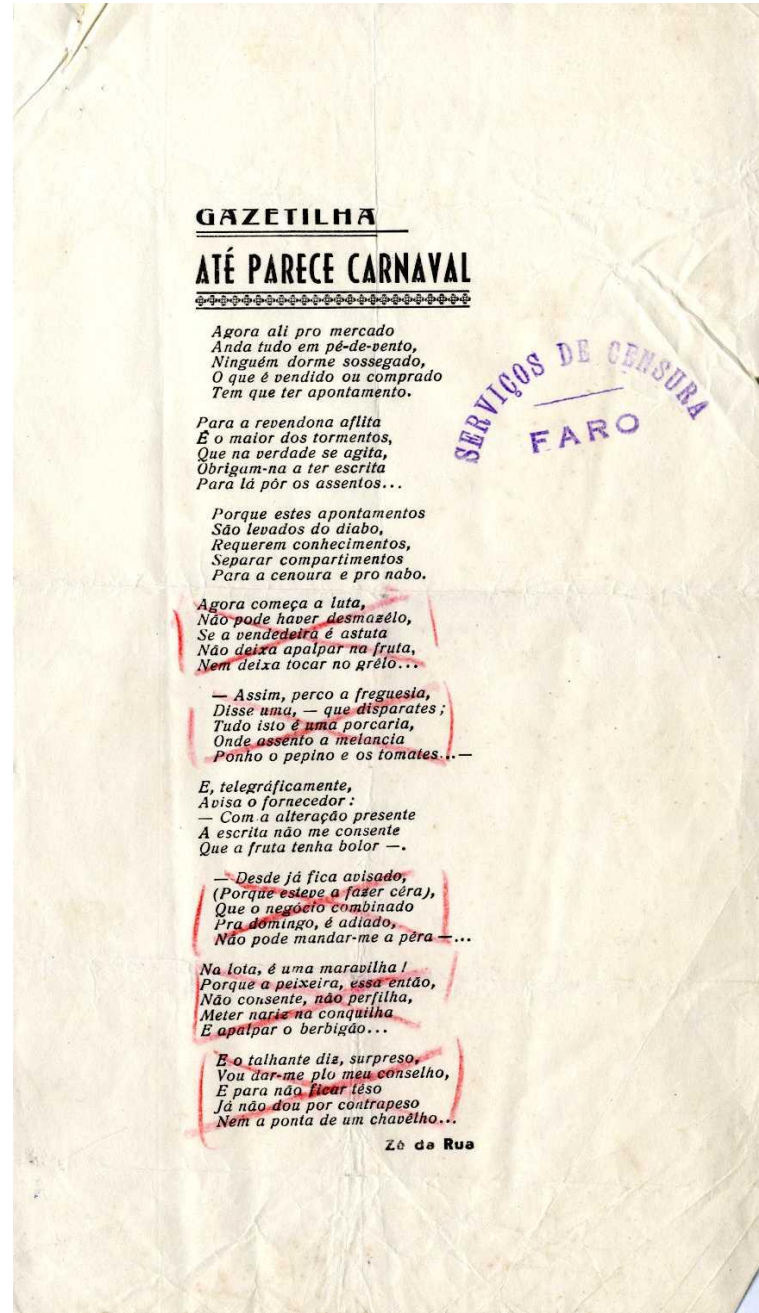 GAZETILHA
ATÉ PARECE CARNAVAL
Agora ali pro mercado
Anda tudo em pé-de-vento,
Ninguém dorme sossegado,
O que é vendido ou comprado
Tem que ter apontamento.
Para a revendona aflita
É o maior dos tormentos,
Que na verdade se agita,
Obrigam-na a ter escrita
Para lá pôr os assentos...
Porque estes apontamentos
São levados do diabo,
Requerem conhecimentos,
Separar compartimentos
Para a cenoura e pro nabo.
Agora começa a luta,
Não pode haver desmazélo,
Se a vendedeira é astuta
Não deixa apalpar na fruta,
Nem deixa tocar no grélo...
— Assim, perco a freguesia,
Disse uma, — que disparates;
Tudo isto é uma porcaria,
Onde assento a melancia
Ponho o pepino e os tomates...—
E, telegráficamente,
Avisa o fornecedor:
— Com a alteração presente
A escrita não me consente
Que a fruta tenha bolor —.
— Desde já fica avisado,
(Porque esteve a fazer cêra),
Que o negócio combinado
Pra domingo, é adiado,
Não pode mandar-me a pêra —...
Na lota, é uma maravilha!
Porque a peixeira, essa então,
Não consente, não perfilha,
Meter nariz na conquilha
E apalpar o berbigão...
E o talhante diz, surpreso,
Vou dar-me plo meu conselho,
E para não ficar têso
Já não dou por contrapeso
Nem a ponta de um chavêlho...
Zé da Rua
SERVIÇOS DE CENSURA
FARO